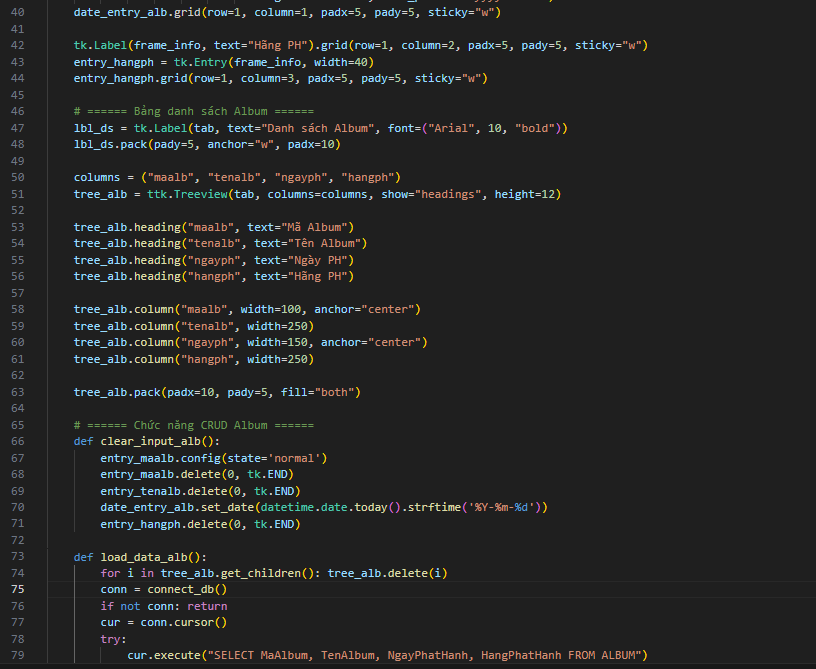 40 date_entry_alb.grid(row=1, column=1, padx=5, pady=5, sticky="w")
41
42 tk.Label(frame_info, text="Hãng PH").grid(row=1, column=2, padx=5, pady=5, sticky="w")
43 entry_hangph = tk.Entry(frame_info, width=40)
44 entry_hangph.grid(row=1, column=3, padx=5, pady=5, sticky="w")
45
46 # ====== Bảng danh sách Album ======
47 lbl_ds = tk.Label(tab, text="Danh sách Album", font=("Arial", 10, "bold"))
48 lbl_ds.pack(pady=5, anchor="w", padx=10)
49
50 columns = ("maalb", "tenalb", "ngayph", "hangph")
51 tree_alb = ttk.Treeview(tab, columns=columns, show="headings", height=12)
52
53 tree_alb.heading("maalb", text="Mã Album")
54 tree_alb.heading("tenalb", text="Tên Album")
55 tree_alb.heading("ngayph", text="Ngày PH")
56 tree_alb.heading("hangph", text="Hãng PH")
57
58 tree_alb.column("maalb", width=100, anchor="center")
59 tree_alb.column("tenalb", width=250)
60 tree_alb.column("ngayph", width=150, anchor="center")
61 tree_alb.column("hangph", width=250)
62
63 tree_alb.pack(padx=10, pady=5, fill="both")
64
65 # ====== Chức năng CRUD Album ======
66 def clear_input_alb():
67     entry_maalb.config(state='normal')
68     entry_maalb.delete(0, tk.END)
69     entry_tenalb.delete(0, tk.END)
70     date_entry_alb.set_date(datetime.date.today().strftime('%Y-%m-%d'))
71     entry_hangph.delete(0, tk.END)
72
73 def load_data_alb():
74     for i in tree_alb.get_children(): tree_alb.delete(i)
75     conn = connect_db()
76     if not conn: return
77     cur = conn.cursor()
78     try:
79         cur.execute("SELECT MaAlbum, TenAlbum, NgayPhatHanh, HangPhatHanh FROM ALBUM")